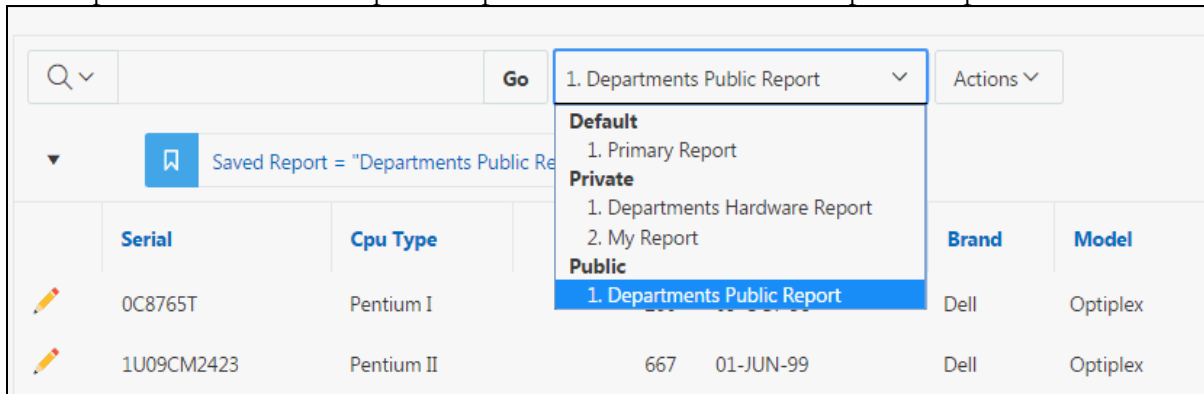 Go
1. Departments Public Report
Actions
Default
1. Primary Report
Saved Report = "Departments Public Re
Private
1. Departments Hardware Report
Serial
Cpu Type
2. My Report
Brand
Model
Public
1. Departments Public Report
0C8765T
Pentium I
Dell
Optiplex
1U09CM2423
Pentium II
667
01-JUN-99
Dell
Optiplex